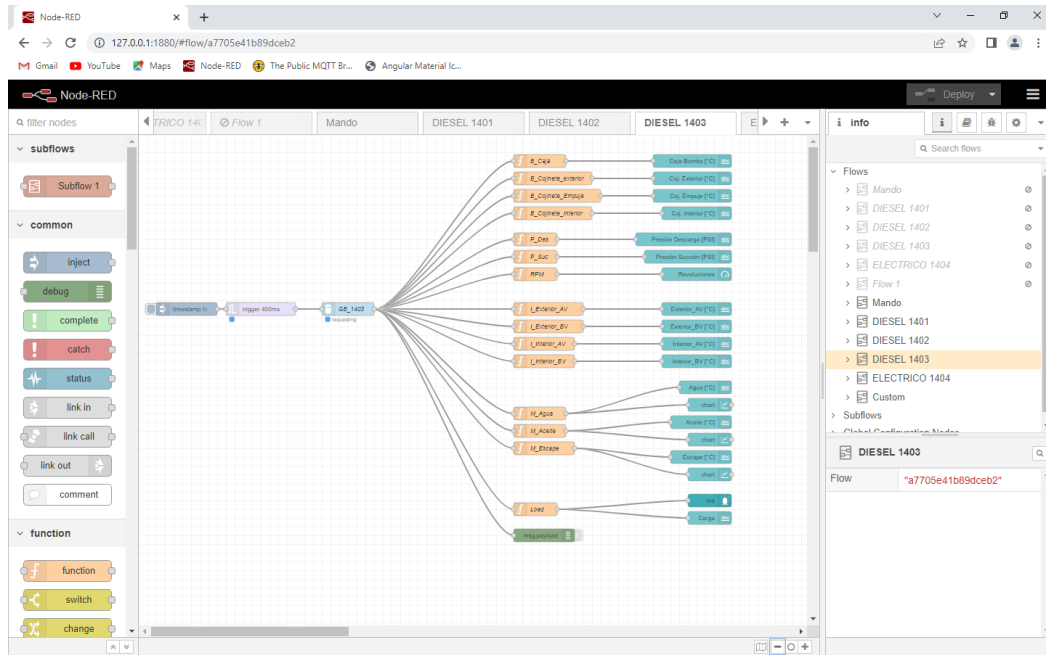 Node-RED
127.0.0.1:1880/#flow/a7705e41b89dceb2
Gmail YouTube Maps Node-RED The Public MQTT Br... Angular Material Ic...
Node-RED
Deploy
filter nodes
TRICO 140 Flow 1 Mando DIESEL 1401 DIESEL 1402 DIESEL 1403 E
i info
i
Search flows
subflows
Subflow 1
common
inject
debug
complete
catch
status
link in
link call
link out
comment
function
function
switch
change
timestamp
trigger 400ms
GB_1403
requesting
B_Caja
Caja Bomba [°C]
B_Cojinete_exterior
Coj. Exterior [°C]
B_Cojinete_Empuje
Coj. Empuje [°C]
B_Cojinete_Interior
Coj. Interior [°C]
P_Des
Presión Descarga [PSI]
P_Suc
Presión Succión [PSI]
RPM
Revoluciones
I_Exterior_AV
Exterior_AV [°C]
I_Exterior_BV
Exterior_BV [°C]
I_Interior_AV
Interior_AV [°C]
I_Interior_BV
Interior_BV [°C]
M_Agua
Agua [°C]
chart
M_Aceite
Aceite [°C]
chart
M_Escape
Escape [°C]
chart
Load
led
Carga
msg.payload
Flows
Mando
DIESEL 1401
DIESEL 1402
DIESEL 1403
ELECTRICO 1404
Flow 1
Mando
DIESEL 1401
DIESEL 1402
DIESEL 1403
ELECTRICO 1404
Custom
Subflows
Global Configuration Nodes
DIESEL 1403
Flow "a7705e41b89dceb2"